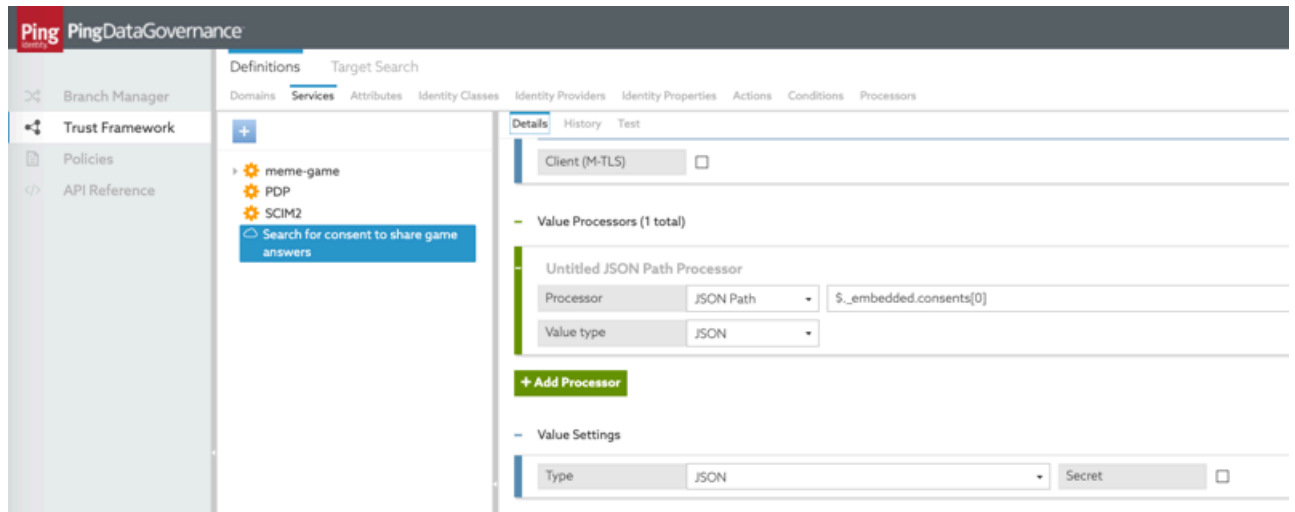 Ping Identity PingDataGovernance
Branch Manager
Trust Framework
Policies
API Reference
Definitions Target Search
Domains Services Attributes Identity Classes Identity Providers Identity Properties Actions Conditions Processors
meme-game
PDP
SCIM2
Search for consent to share game
answers
Details History Test
Client (M-TLS)
Value Processors (1 total)
Untitled JSON Path Processor
Processor JSON Path $._embedded.consents[0]
Value type JSON
+ Add Processor
Value Settings
Type JSON Secret